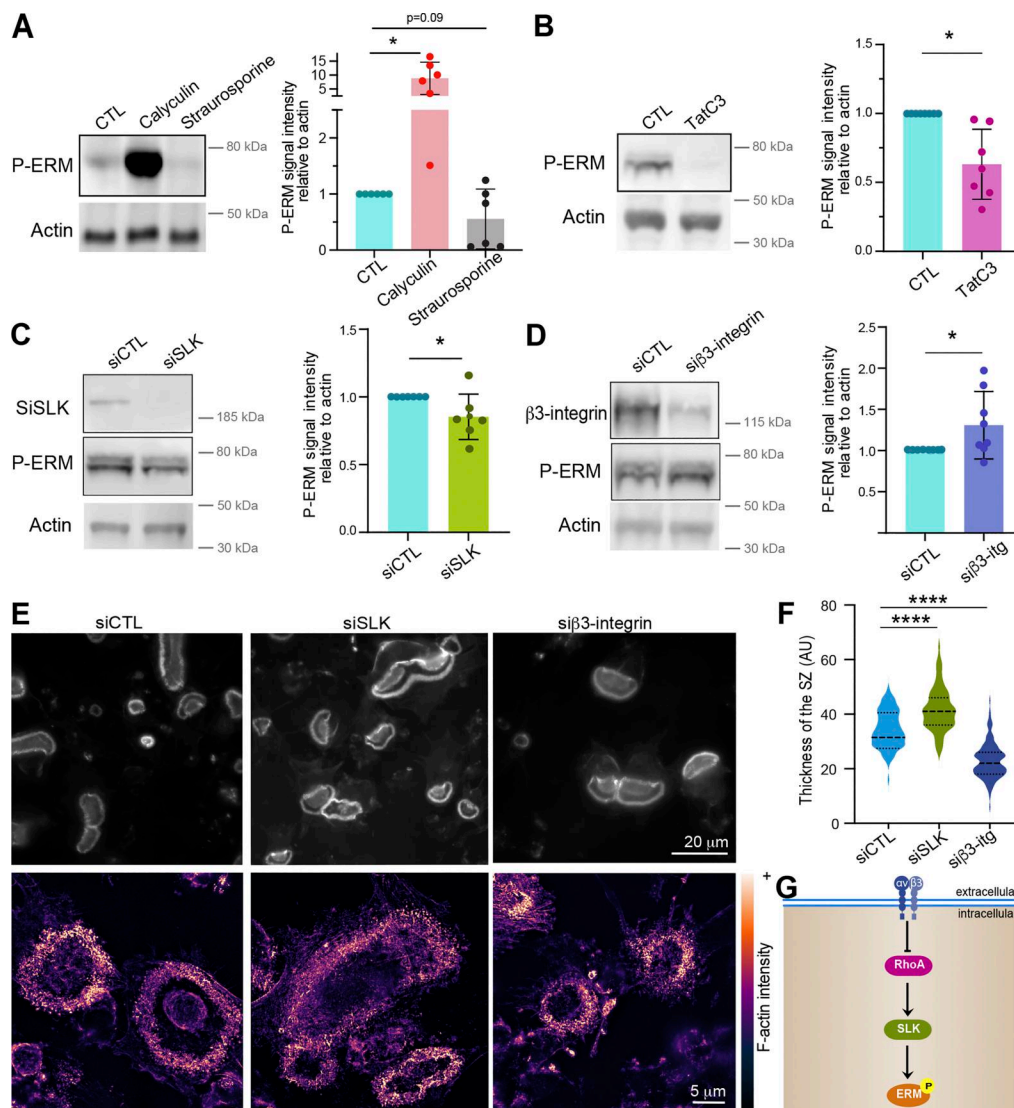 A
CTL
Calyculin
Straurosporine
P-ERM
80 kDa
50 kDa
Actin
p=0.09
*
P-ERM signal intensity
relative to actin
15
10
5
2
1
0
CTL
Calyculin
Straurosporine
B
CTL
TatC3
P-ERM
80 kDa
50 kDa
Actin
30 kDa
*
P-ERM signal intensity
relative to actin
1.5
1.0
0.5
0.0
CTL
TatC3
C
siCTL
siSLK
SiSLK
185 kDa
P-ERM
80 kDa
50 kDa
Actin
30 kDa
*
P-ERM signal intensity
relative to actin
1.5
1.0
0.5
0.0
siCTL
siSLK
D
siCTL
siβ3-integrin
β3-integrin
115 kDa
P-ERM
80 kDa
50 kDa
Actin
30 kDa
*
P-ERM signal intensity
relative to actin
2.5
2.0
1.5
1.0
0.5
siCTL
siβ3-itg
E
siCTL
siSLK
siβ3-integrin
20 μm
5 μm
+
F-actin intensity
-
F
****
****
Thickness of the SZ (AU)
80
60
40
20
0
siCTL
siSLK
siβ3-itg
G
αv
β3
extracellular
intracellular
RhoA
SLK
ERM
P